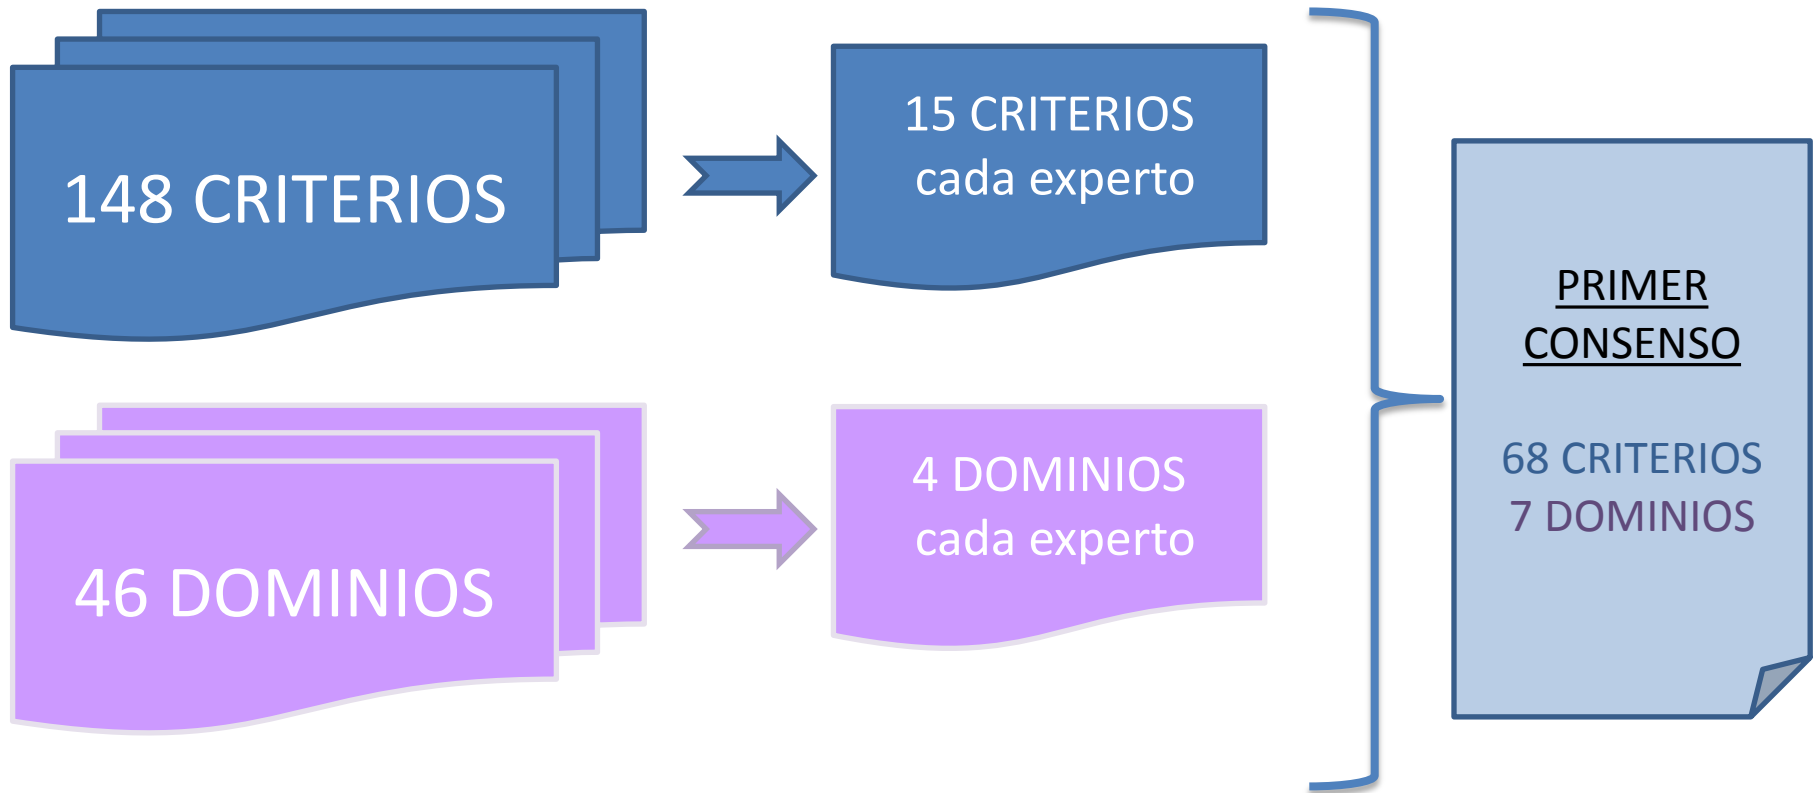 148 CRITERIOS
15 CRITERIOS
cada experto
46 DOMINIOS
4 DOMINIOS
cada experto
PRIMER
CONSENSO
68 CRITERIOS
7 DOMINIOS